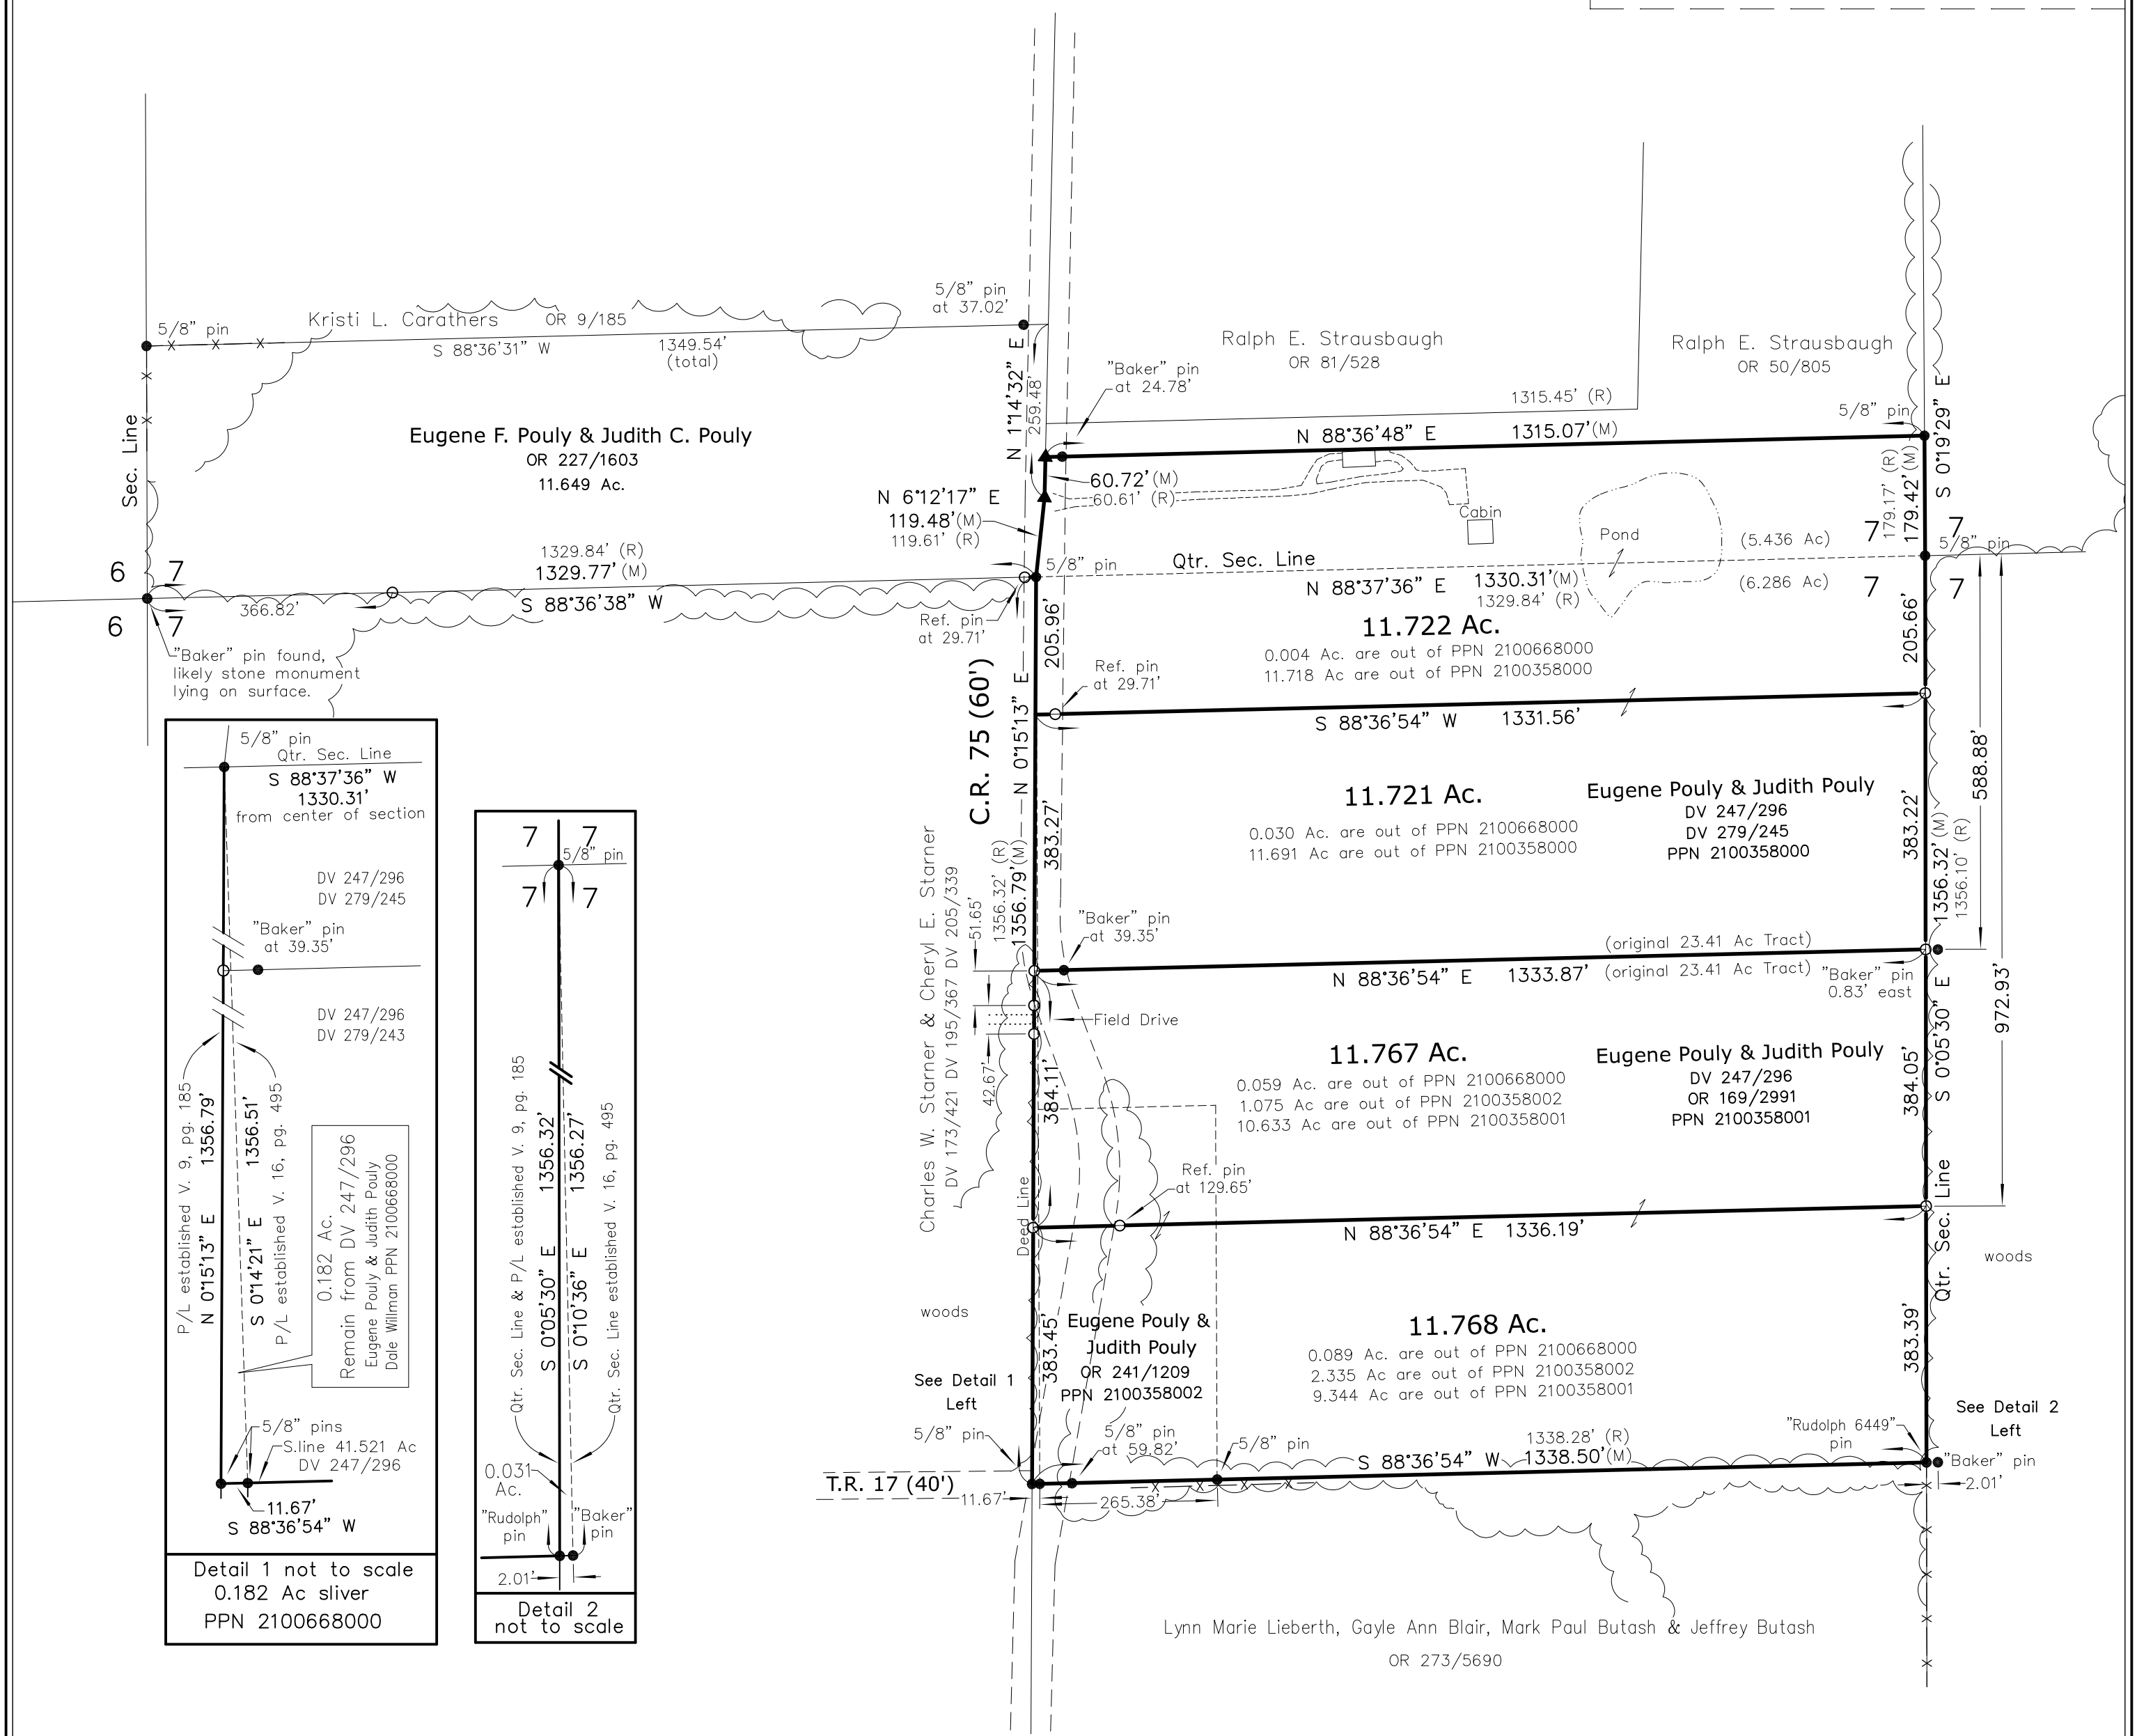 5/8" pin
at 37.02'
5/8" pin
Kristi L. Carathers OR 9/185
S 88°36'31" W 1349.54'
(total)
N 1°14'32" E
259.48'
Ralph E. Strausbaugh
OR 81/528
Ralph E. Strausbaugh
OR 50/805
"Baker" pin
at 24.78'
1315.45' (R)
5/8" pin
N 88°36'48" E 1315.07'(M)
S 0°19'29" E
179.17' (R)
179.42'(M)
Sec. Line
Eugene F. Pouly & Judith C. Pouly
OR 227/1603
11.649 Ac.
N 6°12'17" E
119.48'(M)
119.61' (R)
60.72'(M)
60.61' (R)
Cabin
Pond
(5.436 Ac)
7 7
5/8" pin
1329.84' (R)
1329.77'(M)
S 88°36'38" W
5/8" pin
Qtr. Sec. Line
N 88°37'36" E 1330.31'(M)
1329.84' (R)
(6.286 Ac)
7 7
6 7
366.82'
6 7
"Baker" pin found,
likely stone monument
lying on surface.
Ref. pin
at 29.71'
205.96'
11.722 Ac.
0.004 Ac. are out of PPN 2100668000
11.718 Ac are out of PPN 2100358000
205.66'
Ref. pin
at 29.71'
S 88°36'54" W 1331.56'
C.R. 75 (60')
N 0°15'13" E
1356.32' (R)
1356.79'(M)
383.27'
11.721 Ac.
0.030 Ac. are out of PPN 2100668000
11.691 Ac are out of PPN 2100358000
Eugene Pouly & Judith Pouly
DV 247/296
DV 279/245
PPN 2100358000
383.22'
1356.32'(M)
1356.10' (R)
588.88'
972.93'
Charles W. Starner & Cheryl E. Starner
DV 173/421 DV 195/367 DV 205/339
51.65'
42.67'
"Baker" pin
at 39.35'
(original 23.41 Ac Tract)
N 88°36'54" E 1333.87' (original 23.41 Ac Tract)
"Baker" pin
0.83' east
S 0°05'30" E
Field Drive
384.11'
11.767 Ac.
0.059 Ac. are out of PPN 2100668000
1.075 Ac are out of PPN 2100358002
10.633 Ac are out of PPN 2100358001
Eugene Pouly & Judith Pouly
DV 247/296
OR 169/2991
PPN 2100358001
384.05'
Ref. pin
at 129.65'
Deed Line
N 88°36'54" E 1336.19'
Qtr. Sec. Line
woods
woods
383.45'
Eugene Pouly &
Judith Pouly
OR 241/1209
PPN 2100358002
11.768 Ac.
0.089 Ac. are out of PPN 2100668000
2.335 Ac are out of PPN 2100358002
9.344 Ac are out of PPN 2100358001
383.39'
See Detail 1
Left
5/8" pin
See Detail 2
Left
5/8" pin
at 59.82'
5/8" pin
1338.28' (R)
S 88°36'54" W 1338.50'(M)
"Rudolph 6449"
pin
"Baker" pin
2.01'
T.R. 17 (40')
11.67'
265.38'
Lynn Marie Lieberth, Gayle Ann Blair, Mark Paul Butash & Jeffrey Butash
OR 273/5690
5/8" pin
Qtr. Sec. Line
S 88°37'36" W
1330.31'
from center of section
DV 247/296
DV 279/245
"Baker" pin
at 39.35'
DV 247/296
DV 279/243
P/L established V. 9, pg. 185
N 0°15'13" E 1356.79'
S 0°14'21" E 1356.51'
P/L established V. 16, pg. 495
0.182 Ac.
Remain from DV 247/296
Eugene Pouly & Judith Pouly
Dale Willman PPN 2100668000
5/8" pins
S.line 41.521 Ac
DV 247/296
11.67'
S 88°36'54" W
Detail 1 not to scale
0.182 Ac sliver
PPN 2100668000
7 7
5/8" pin
7 7
Qtr. Sec. Line & P/L established V. 9, pg. 185
S 0°05'30" E 1356.32'
S 0°10'36" E 1356.27'
Qtr. Sec. Line established V. 16, pg. 495
0.031
Ac.
"Rudolph"
pin
"Baker"
pin
2.01'
Detail 2
not to scale